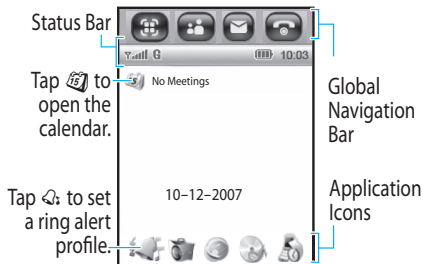 Status Bar
G 10:03
Tap 15 to
open the
calendar.
No Meetings
Global
Navigation
Bar
10–12–2007
Tap to set
a ring alert
profile.
Application
Icons